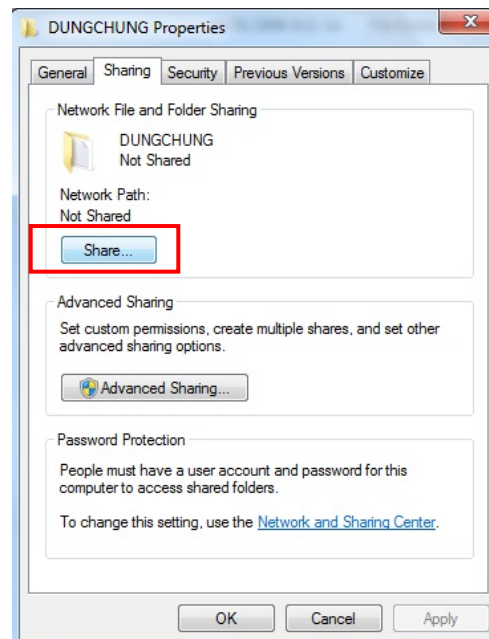 DUNGCHUNG Properties
General Sharing Security Previous Versions Customize
Network File and Folder Sharing
DUNGCHUNG
Not Shared
Network Path:
Not Shared
Share...
Advanced Sharing
Set custom permissions, create multiple shares, and set other
advanced sharing options.
Advanced Sharing...
Password Protection
People must have a user account and password for this
computer to access shared folders.
To change this setting, use the Network and Sharing Center.
OK Cancel Apply